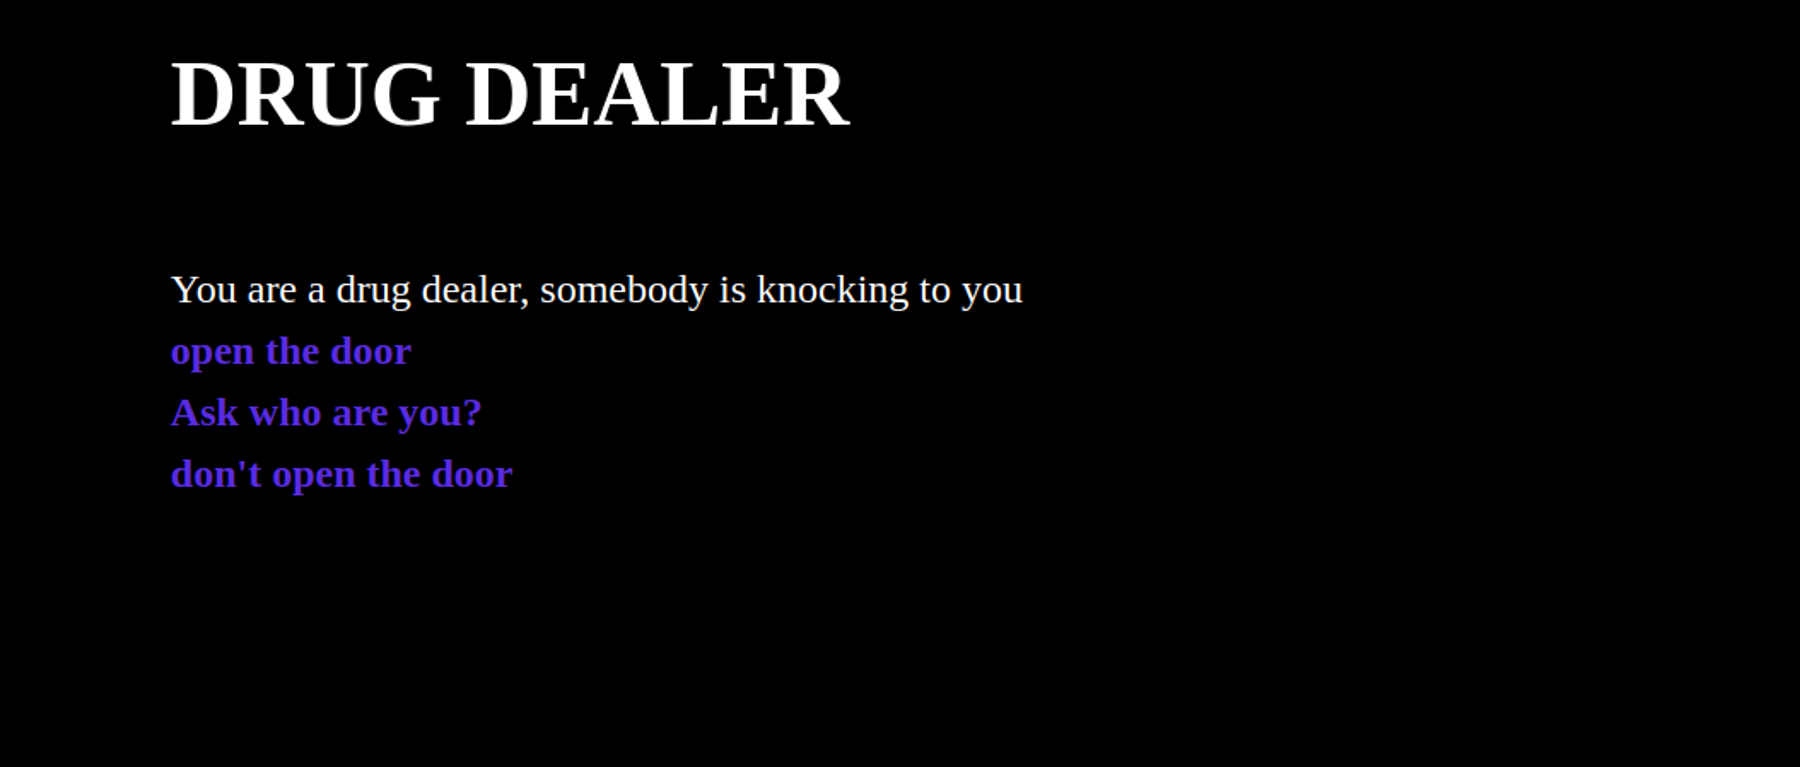 DRUG DEALER
You are a drug dealer, somebody is knocking to you
open the door
Ask who are you?
don't open the door